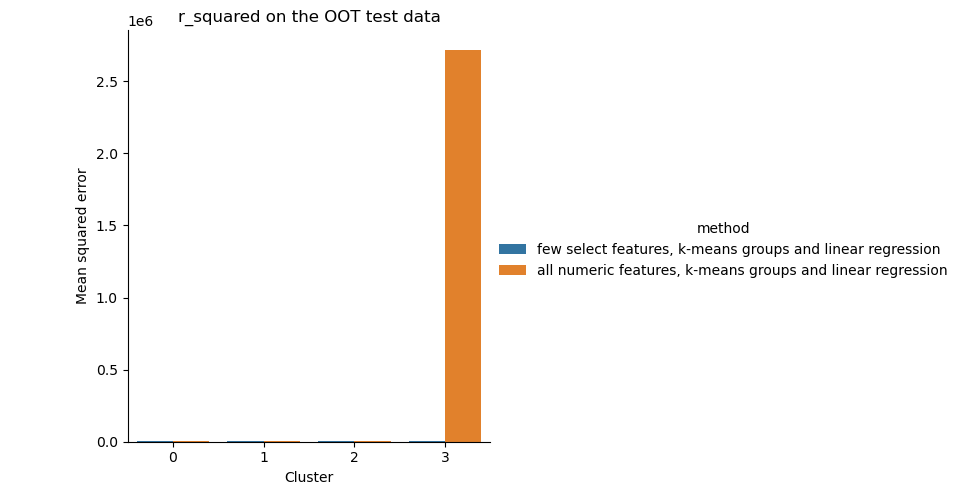 r_squared on the OOT test data
1e6
2.5
2.0
1.5
1.0
0.5
0.0
Mean squared error
0 1 2 3
Cluster
method
few select features, k-means groups and linear regression
all numeric features, k-means groups and linear regression